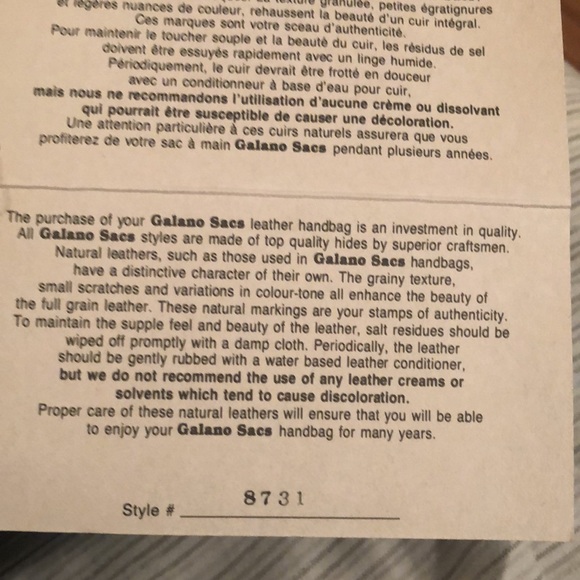 et légères nuances de couleur, rehaussent la beauté d'un cuir intégral.
Ces marques sont votre sceau d'authenticité.
Pour maintenir le toucher souple et la beauté du cuir, les résidus de sel
doivent être essuyés rapidement avec un linge humide.
Périodiquement, le cuir devrait être frotté en douceur
avec un conditionneur à base d'eau pour cuir,
mais nous ne recommandons l'utilisation d'aucune crème ou dissolvant
qui pourrait être susceptible de causer une décoloration.
Une attention particulière à ces cuirs naturels assurera que vous
profiterez de votre sac à main Galano Sacs pendant plusieurs années.
The purchase of your Galano Sacs leather handbag is an investment in quality.
All Galano Sacs styles are made of top quality hides by superior craftsmen.
Natural leathers, such as those used in Galano Sacs handbags,
have a distinctive character of their own. The grainy texture,
small scratches and variations in colour-tone all enhance the beauty of
the full grain leather. These natural markings are your stamps of authenticity.
To maintain the supple feel and beauty of the leather, salt residues should be
wiped off promptly with a damp cloth. Periodically, the leather
should be gently rubbed with a water based leather conditioner,
but we do not recommend the use of any leather creams or
solvents which tend to cause discoloration.
Proper care of these natural leathers will ensure that you will be able
to enjoy your Galano Sacs handbag for many years.
Style # 8731